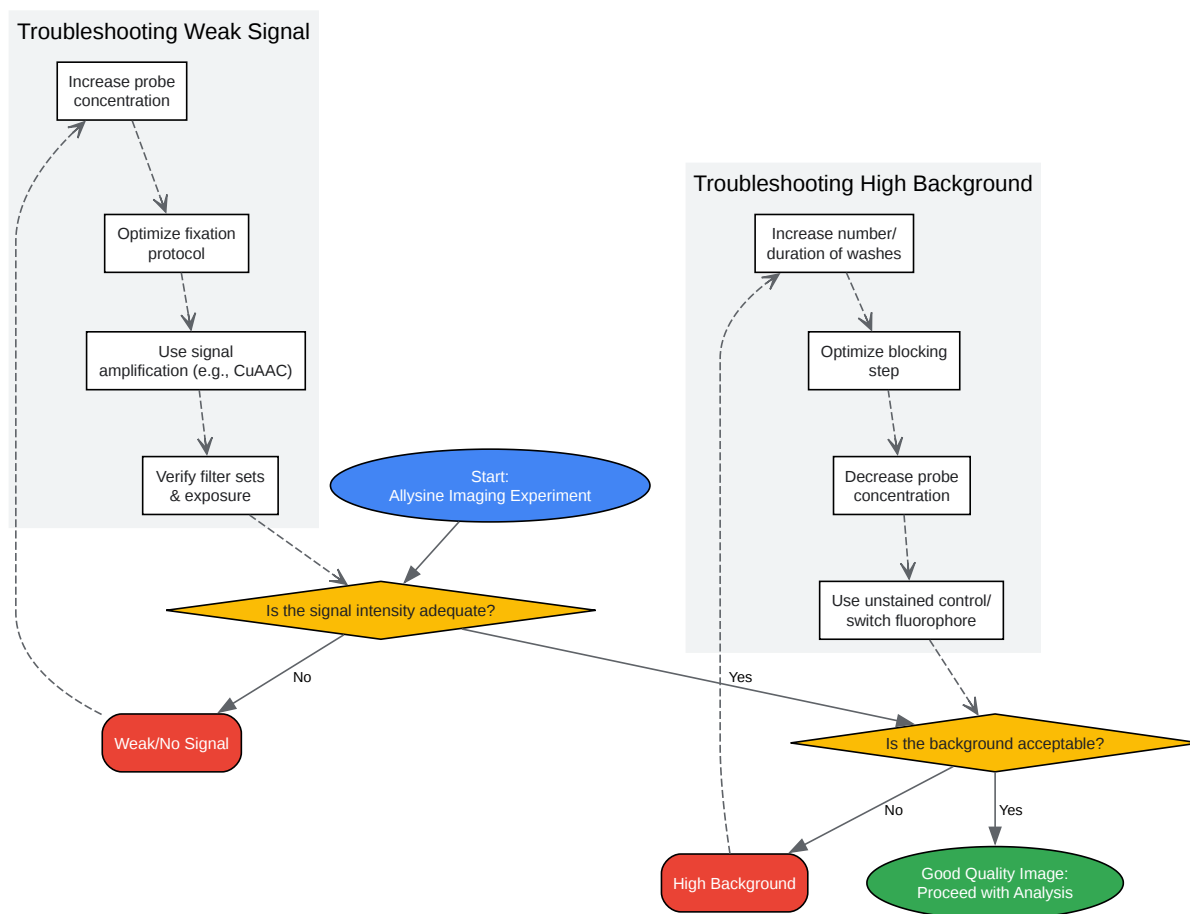 Troubleshooting Weak Signal
Increase probe
concentration
Optimize fixation
protocol
Use signal
amplification (e.g., CuAAC)
Verify filter sets
& exposure
Troubleshooting High Background
Increase number/
duration of washes
Optimize blocking
step
Decrease probe
concentration
Use unstained control/
switch fluorophore
Start:
Allysine Imaging Experiment
Is the signal intensity adequate?
No
Yes
Weak/No Signal
Is the background acceptable?
No
Yes
High Background
Good Quality Image:
Proceed with Analysis